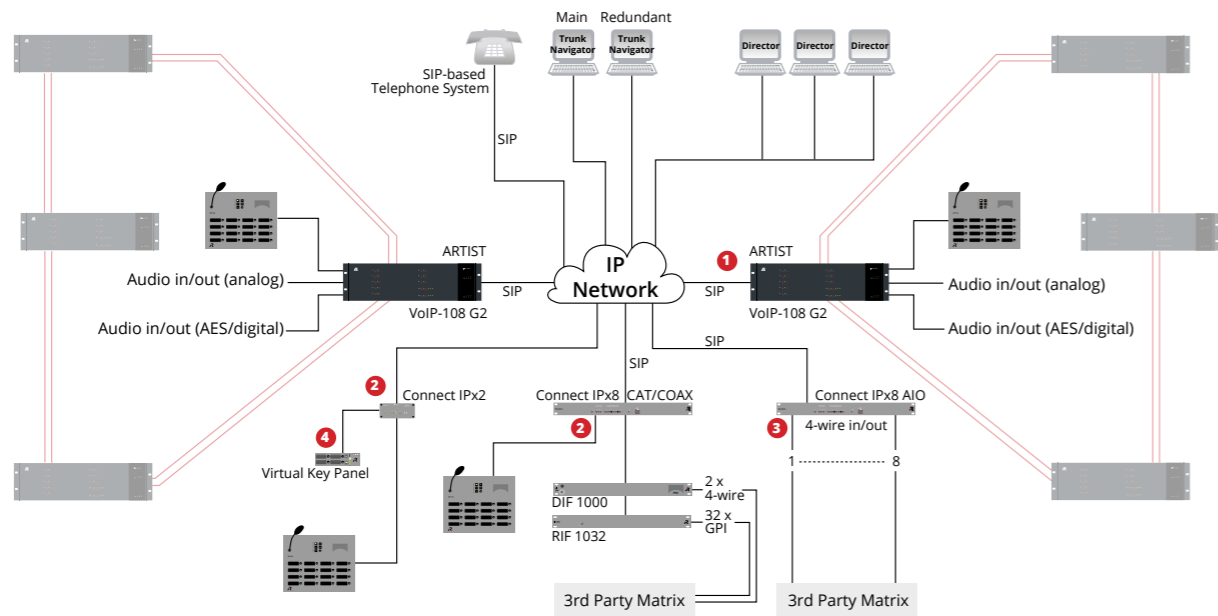 Main
Redundant
Trunk
Navigator
Trunk
Navigator
Director
Director
Director
SIP-based
Telephone System
SIP
ARTIST
IP
Network
1
ARTIST
Audio in/out (analog)
SIP
SIP
Audio in/out (analog)
VoIP-108 G2
VoIP-108 G2
Audio in/out (AES/digital)
Audio in/out (AES/digital)
SIP
SIP
2
Connect IPx2
Connect IPx8 CAT/COAX
Connect IPx8 AIO
4
2
3
4-wire in/out
Virtual Key Panel
1
8
DIF 1000
2 x
4-wire
RIF 1032
32 x
GPI
3rd Party Matrix
3rd Party Matrix